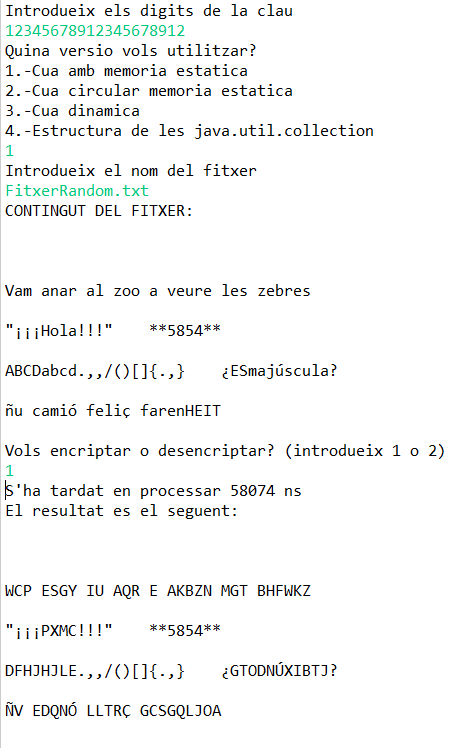 Introdueix els digits de la clau
12345678912345678912
Quina versio vols utilitzar?
1.-Cua amb memoria estatica
2.-Cua circular memoria estatica
3.-Cua dinamica
4.-Estructura de les java.util.collection
1
Introdueix el nom del fitxer
FitxerRandom.txt
CONTINGUT DEL FITXER:
Vam anar al zoo a veure les zebres
"¡¡¡Hola!!!"    **5854**
ABCDabcd.,,/()[]{.,}    ¿ESmajúscula?
ñu camió feliç farenHEIT
Vols encriptar o desencriptar? (introdueix 1 o 2)
1
S'ha tardat en processar 58074 ns
El resultat es el seguent:
WCP ESGY IU AQR E AKBZN MGT BHFWKZ
"¡¡¡PXMC!!!"    **5854**
DFHJHJLE.,,/()[]{.,}    ¿GTODNÚXIBTJ?
ÑV EDQNÓ LLTRÇ GCSGQLJOA